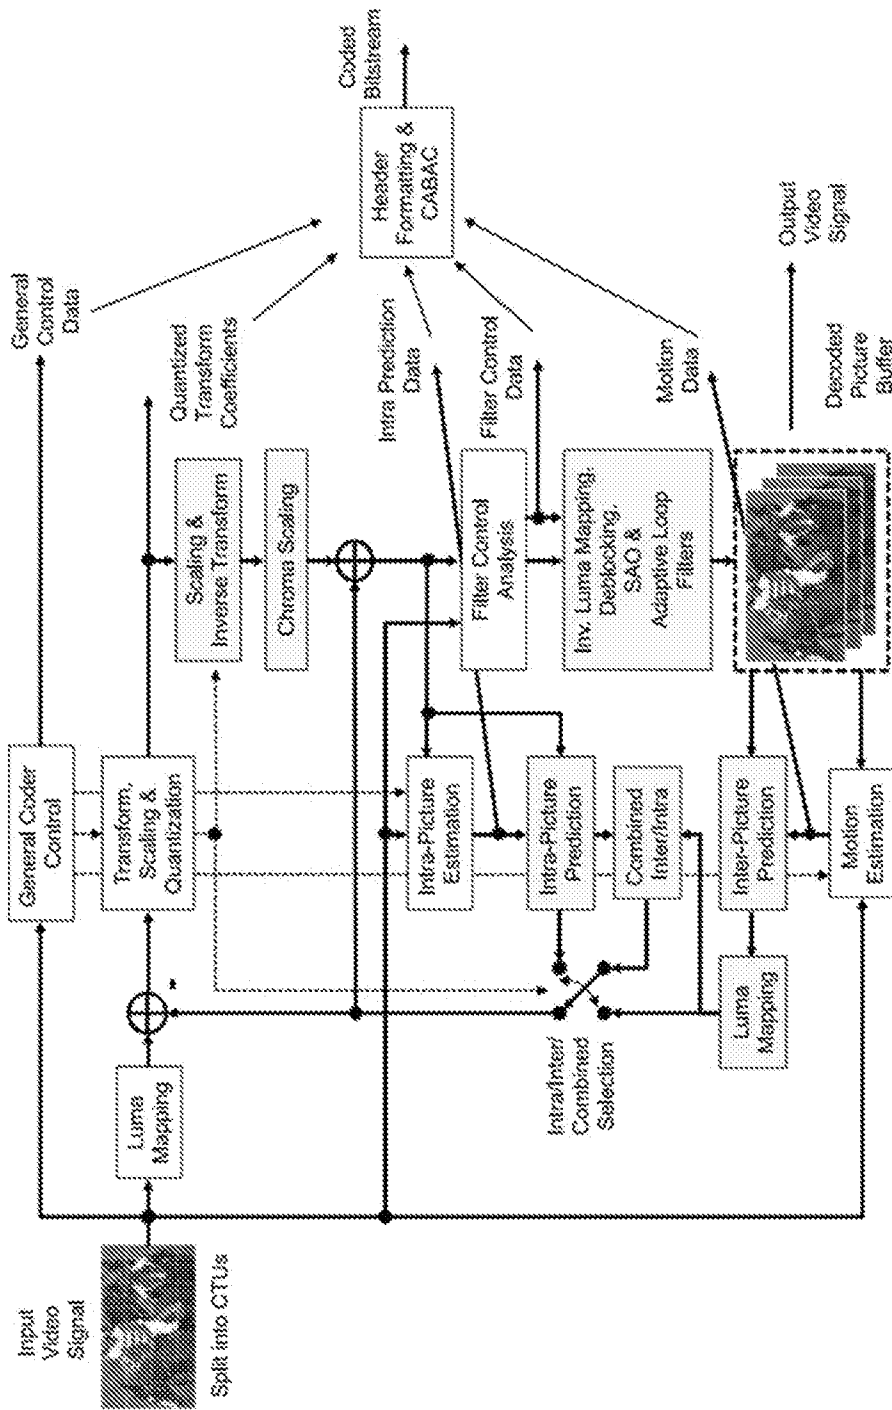 Input
Video
Signal
Split into CTUs
Luma
Mapping
General Coder
Control
Transform,
Scaling &
Quantization
General
Control
Data
Quantized
Transform
Coefficients
Scaling &
Inverse Transform
Chroma Scaling
Intra-Picture
Estimation
Intra-Picture
Prediction
Combined
Inter/Intra
Intra/Inter/
Combined
Selection
Luma
Mapping
Inter-Picture
Prediction
Motion
Estimation
Filter Control
Analysis
Inv. Luma Mapping,
Deblocking,
SAO &
Adaptive Loop
Filters
Intra Prediction
Data
Filter Control
Data
Motion
Data
Header
Formatting &
CABAC
Coded
Bitstream
Output
Video
Signal
Decoded
Picture
Buffer